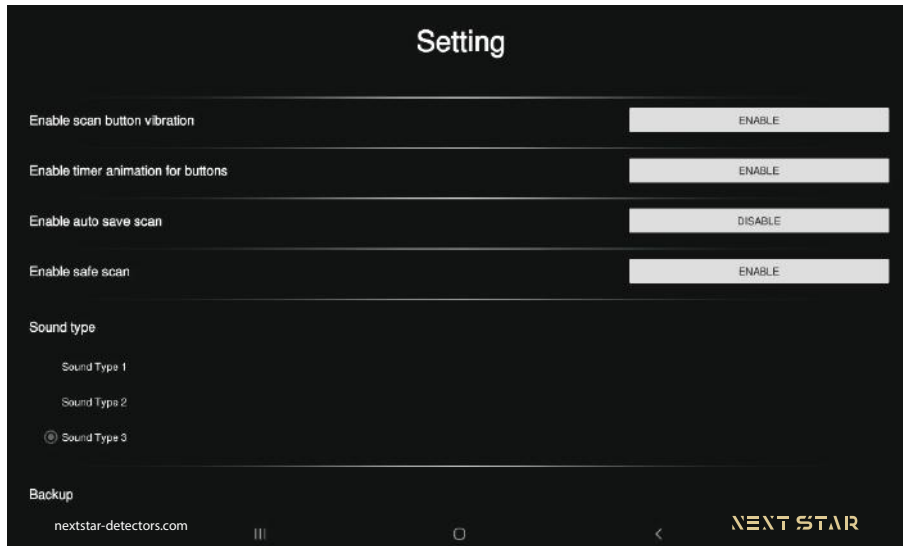 Setting
Enable scan button vibration ENABLE
Enable timer animation for buttons ENABLE
Enable auto save scan DISABLE
Enable safe scan ENABLE
Sound type
Sound Type 1
Sound Type 2
Sound Type 3
Backup
nextstar-detectors.com NEXT STAR